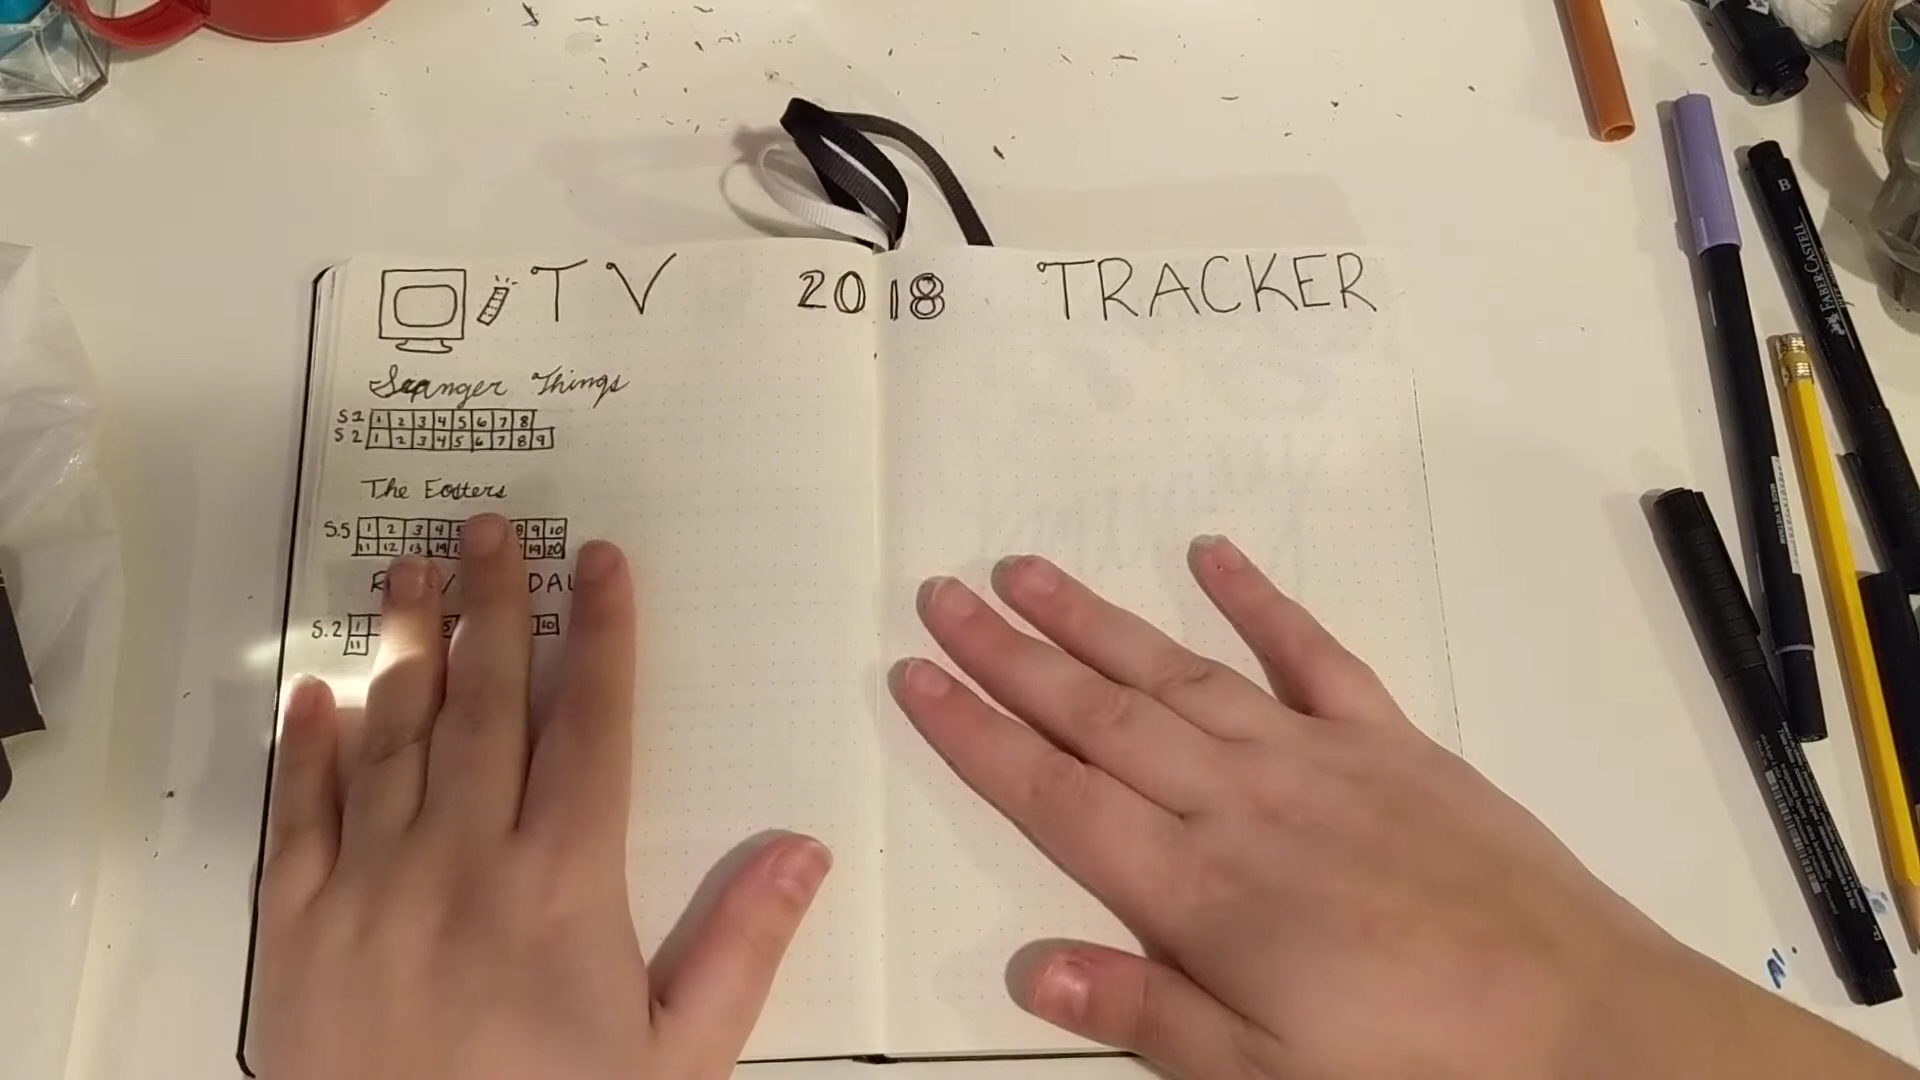 TV 2018 TRACKER
Stranger Things
S2 1 2 3 4 5 6 7 8
S2 1 2 3 4 5 6 7 8 9
The Fosters
S.5 1 2 3 4 8 9 10
11 12 13 14 19 20
DAL
S.2 1 5 10
11
B
FABER CASTELL